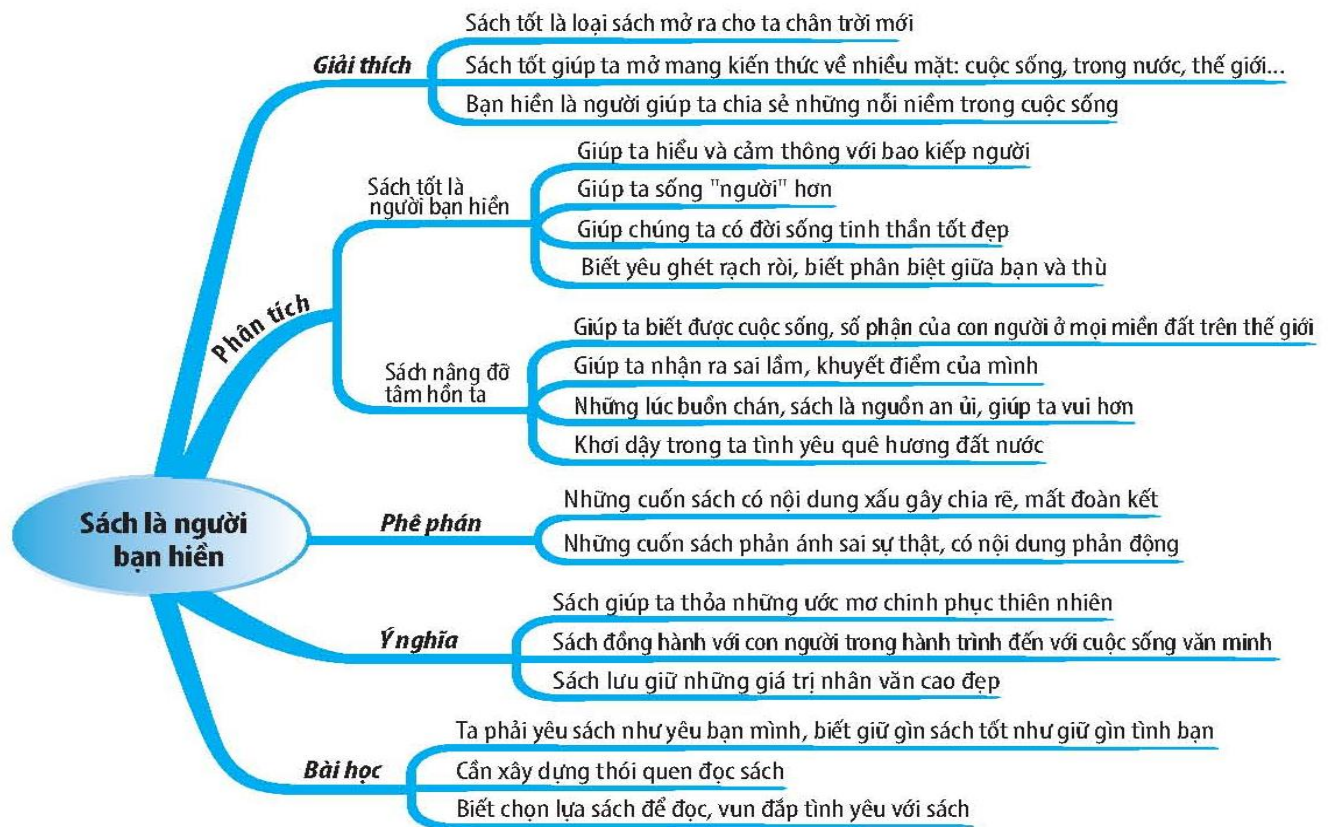 Sách tốt là loại sách mở ra cho ta chân trời mới
Giải thích
Sách tốt giúp ta mở mang kiến thức về nhiều mặt: cuộc sống, trong nước, thế giới...
Bạn hiền là người giúp ta chia sẻ những nỗi niềm trong cuộc sống
Phân tích
Sách tốt là
người bạn hiền
Giúp ta hiểu và cảm thông với bao kiếp người
Giúp ta sống "người" hơn
Giúp chúng ta có đời sống tinh thần tốt đẹp
Biết yêu ghét rạch ròi, biết phân biệt giữa bạn và thù
Sách nâng đỡ
tâm hồn ta
Giúp ta biết được cuộc sống, số phận của con người ở mọi miền đất trên thế giới
Giúp ta nhận ra sai lầm, khuyết điểm của mình
Những lúc buồn chán, sách là nguồn an ủi, giúp ta vui hơn
Khơi dậy trong ta tình yêu quê hương đất nước
Sách là người
bạn hiền
Phê phán
Những cuốn sách có nội dung xấu gây chia rẽ, mất đoàn kết
Những cuốn sách phản ánh sai sự thật, có nội dung phản động
Ý nghĩa
Sách giúp ta thỏa những ước mơ chinh phục thiên nhiên
Sách đồng hành với con người trong hành trình đến với cuộc sống văn minh
Sách lưu giữ những giá trị nhân văn cao đẹp
Bài học
Ta phải yêu sách như yêu bạn mình, biết giữ gìn sách tốt như giữ gìn tình bạn
Cần xây dựng thói quen đọc sách
Biết chọn lựa sách để đọc, vun đắp tình yêu với sách